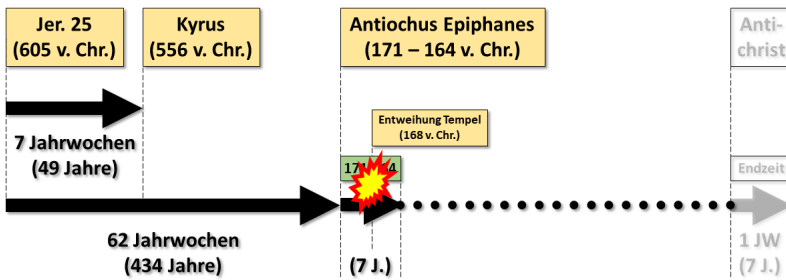 Jer. 25
(605 v. Chr.)
Kyrus
(556 v. Chr.)
Antiochus Epiphanes
(171 – 164 v. Chr.)
Anti-
christ
7 Jahrwochen
(49 Jahre)
Entweihung Tempel
(168 v. Chr.)
Endzeit
62 Jahrwochen
(434 Jahre)
(7 J.)
1 JW
(7 J.)